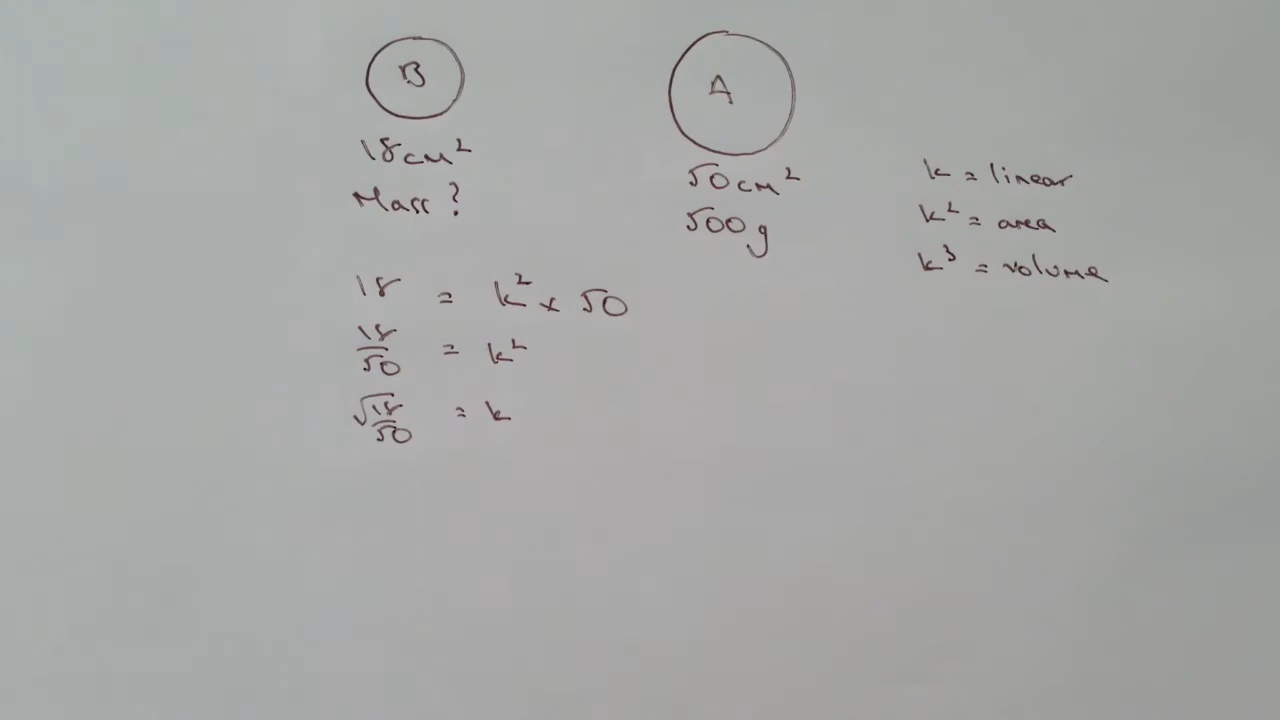 B
A
18cm²
Mass?
50cm²
500g
k = linear
k² = area
k³ = volume
18 = k² × 50
18/50 = k²
√18/50 = k